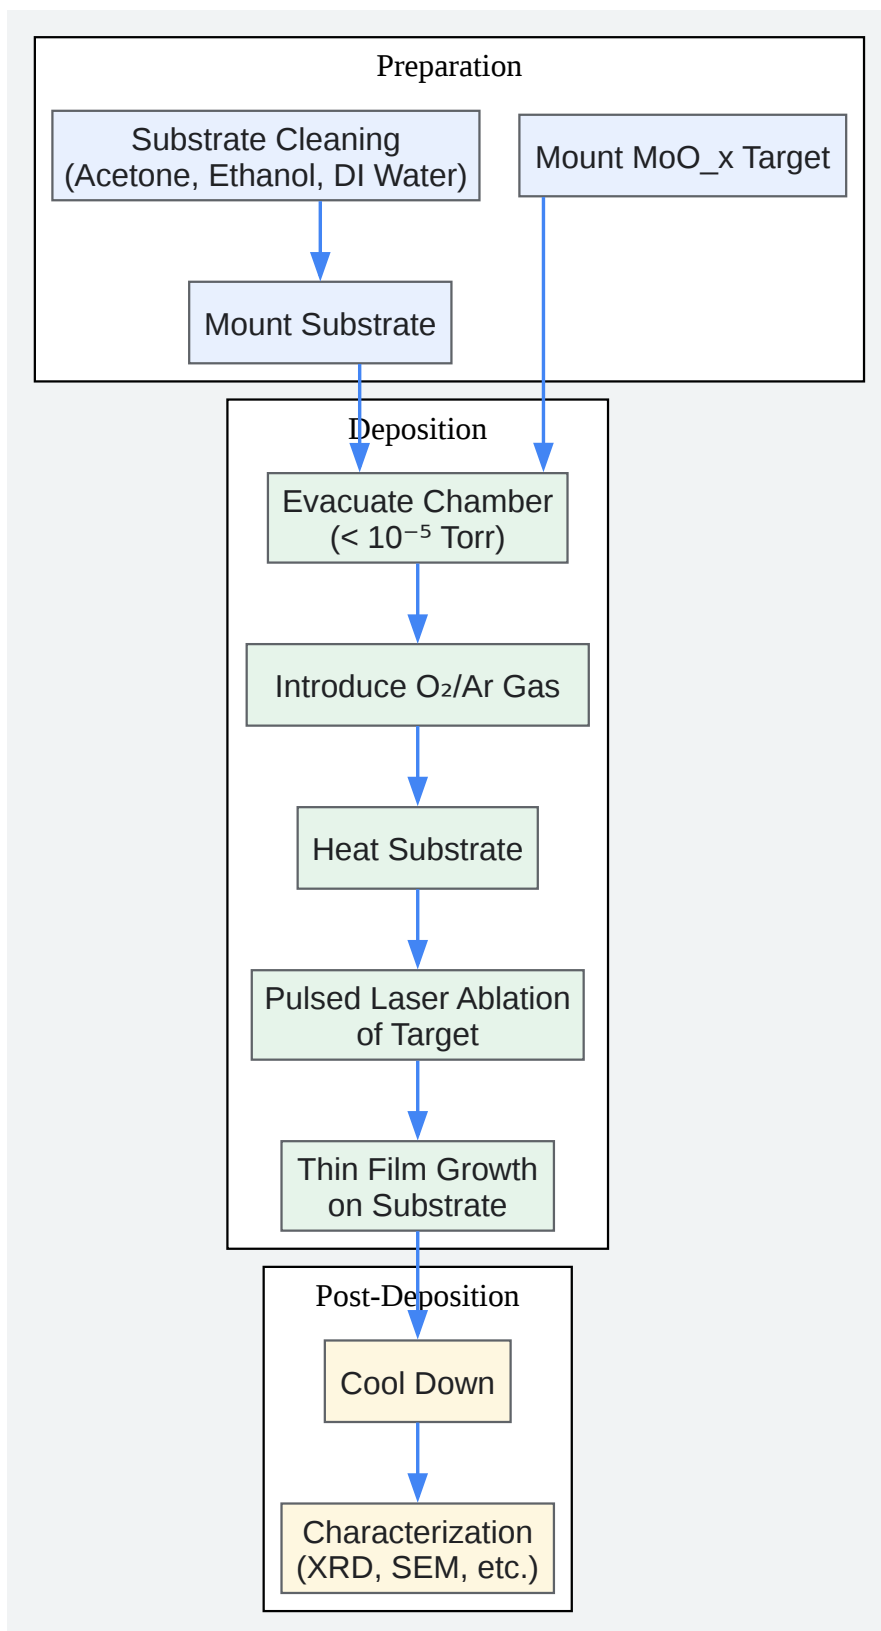 Preparation
Substrate Cleaning
(Acetone, Ethanol, DI Water)
Mount MoO_x Target
Mount Substrate
Deposition
Evacuate Chamber
(< 10⁻⁵ Torr)
Introduce O₂/Ar Gas
Heat Substrate
Pulsed Laser Ablation
of Target
Thin Film Growth
on Substrate
Post-Deposition
Cool Down
Characterization
(XRD, SEM, etc.)